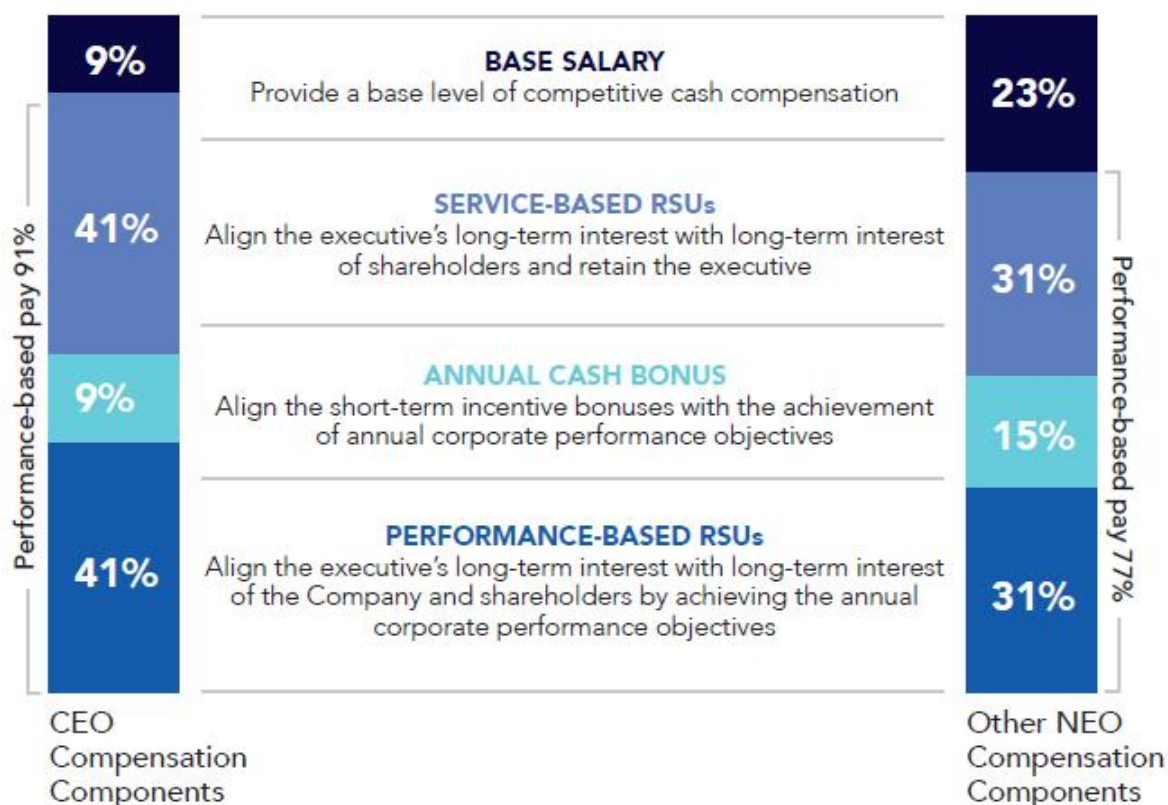 9%
BASE SALARY
Provide a base level of competitive cash compensation
23%
41%
SERVICE-BASED RSUs
Align the executive's long-term interest with long-term interest
of shareholders and retain the executive
31%
9%
ANNUAL CASH BONUS
Align the short-term incentive bonuses with the achievement
of annual corporate performance objectives
15%
41%
PERFORMANCE-BASED RSUs
Align the executive's long-term interest with long-term interest
of the Company and shareholders by achieving the annual
corporate performance objectives
31%
Performance-based pay 91%
Performance-based pay 77%
CEO
Compensation
Components
Other NEO
Compensation
Components